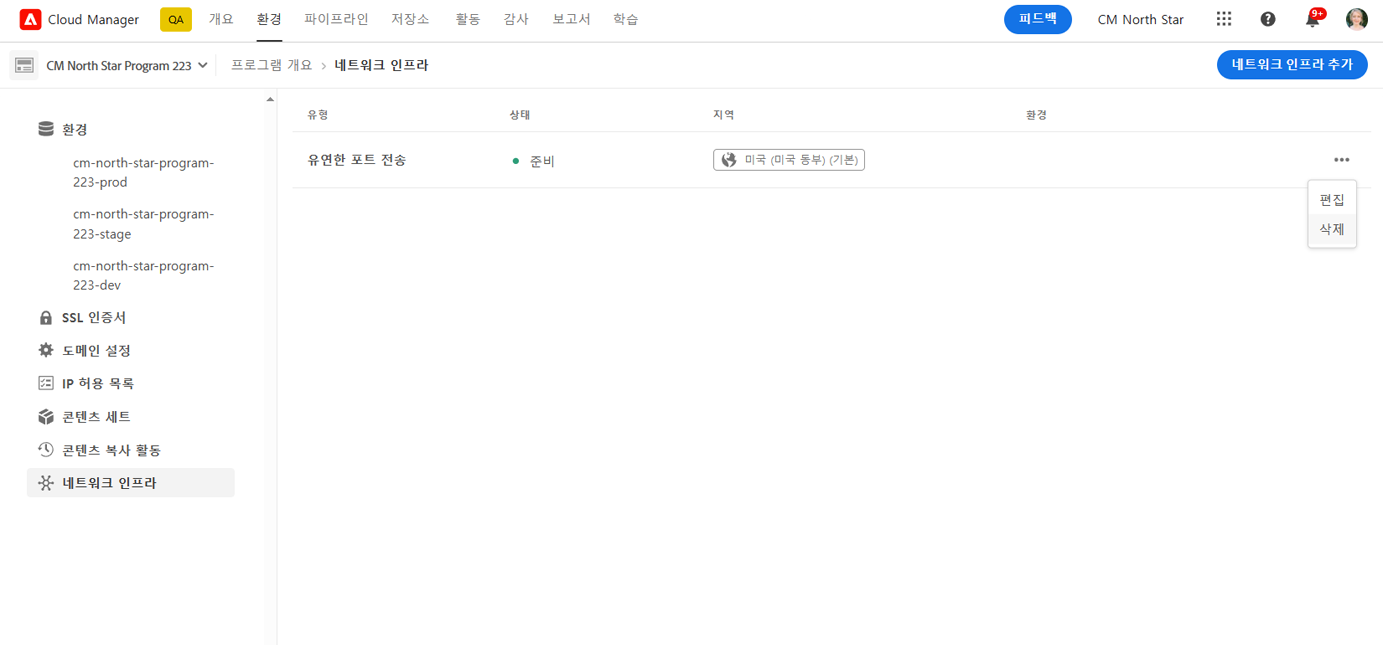 Cloud Manager QA 개요 환경 파이프라인 저장소 활동 감사 보고서 학습 피드백 CM North Star 9+
CM North Star Program 223 프로그램 개요 > 네트워크 인프라 네트워크 인프라 추가
환경
cm-north-star-program-
223-prod
cm-north-star-program-
223-stage
cm-north-star-program-
223-dev
SSL 인증서
도메인 설정
IP 허용 목록
콘텐츠 세트
콘텐츠 복사 활동
네트워크 인프라
유형 상태 지역 환경
유연한 포트 전송 준비 미국 (미국 동부) (기본)
편집
삭제